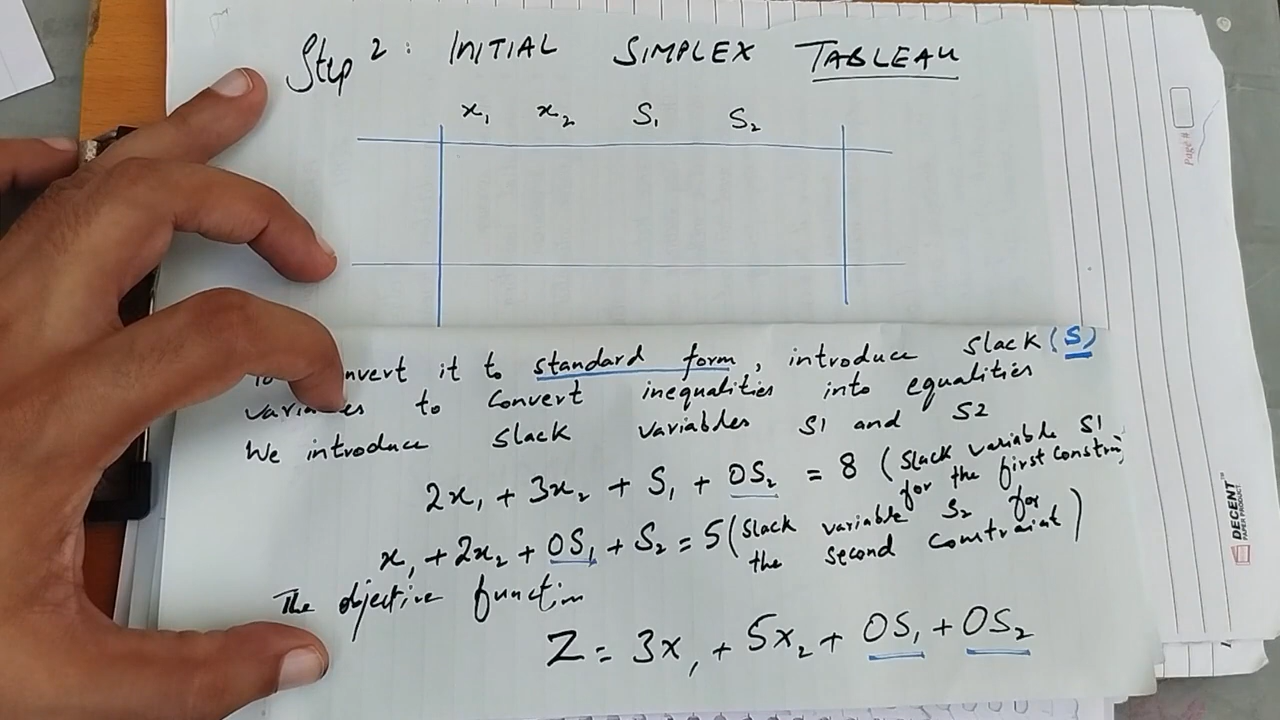 Step 2: INITIAL SIMPLEX TABLEAU
x₁ x₂ S₁ S₂
Page #
it to standard form, introduce slack (S)
to convert inequalities into equalities
We introduce slack variables S1 and S2
2x₁ + 3x₂ + S₁ + 0S₂ = 8 (Slack variable S1
for the first
x₁ + 2x₂ + 0S₁ + S₂ = 5 (Slack variable S₂ for
the second constraint)
The objective function
Z = 3x₁ + 5x₂ + 0S₁ + 0S₂
DECENT
PAPER PRODUCT